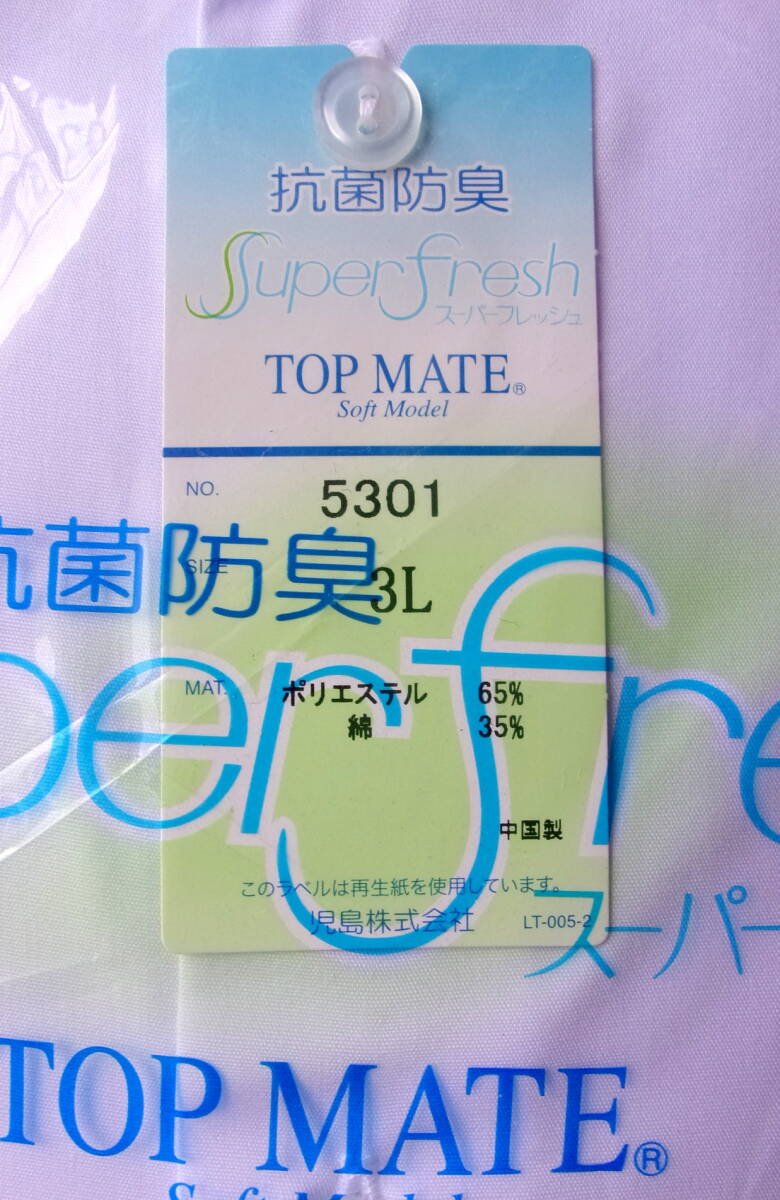 抗菌防臭
Superfresh
スーパーフレッシュ
TOP MATE®
Soft Model
NO. 5301
SIZE 3L
MAT. ポリエステル 65%
綿 35%
中国製
このラベルは再生紙を使用しています。
児島株式会社 LT-005-2
抗菌防臭
perfre
スーパー
TOP MATE®
Soft Model